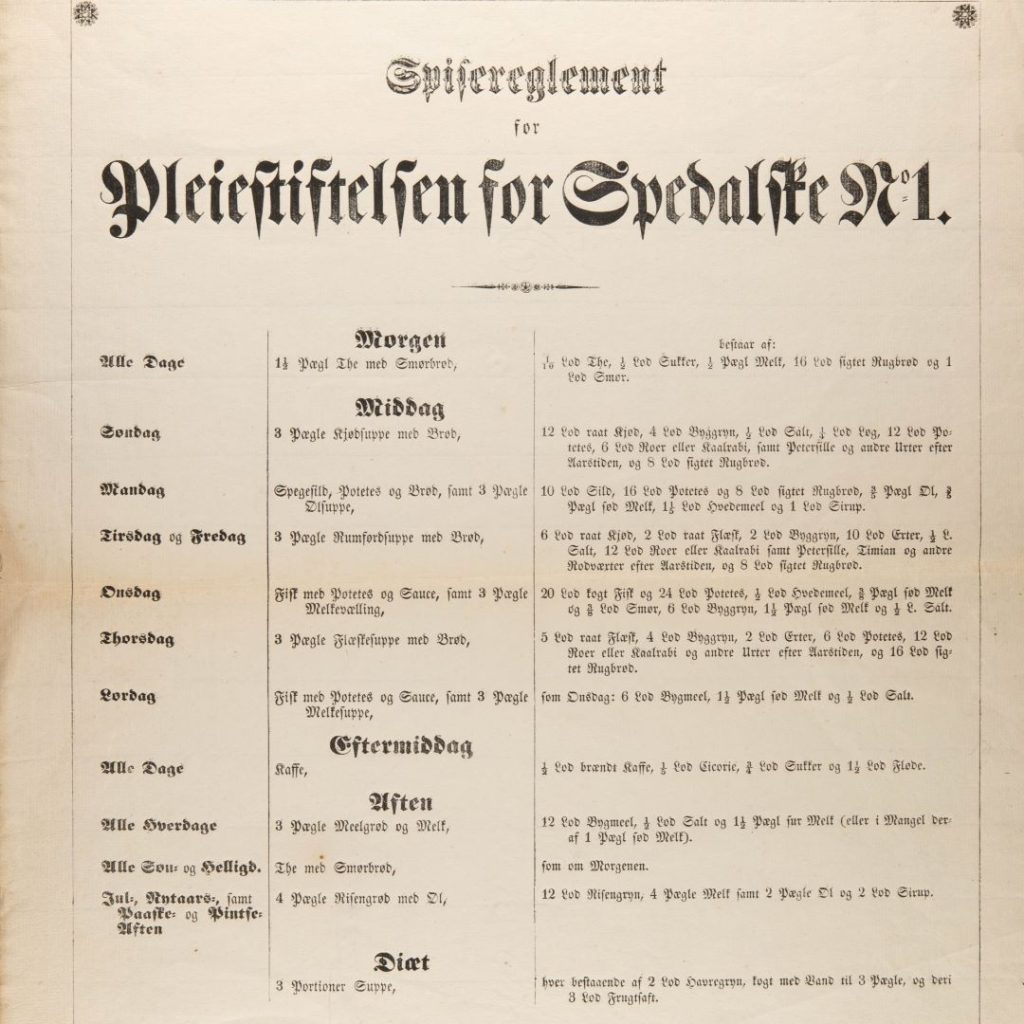 Spisereglement
for
Pleiestiftelsen for Spedalske No 1.
Morgen
bestaar af:
Alle Dage 1½ Pægl The med Smørbrød, 1/16 Lod The, ½ Lod Sukker, ½ Pægl Melk, 16 Lod sigtet Rugbrød og 1
Lod Smør.
Middag
Søndag 3 Pægle Kjødsuppe med Brød, 12 Lod raat Kjød, 4 Lod Byggryn, ½ Lod Salt, ¼ Lod Løg, 12 Lod Po-
tetes, 6 Lod Roer eller Kaalrabi, samt Petersille og andre Urter efter
Aarstiden, og 8 Lod sigtet Rugbrød.
Mandag Spegesild, Potetes og Brød, samt 3 Pægle 10 Lod Sild, 16 Lod Potetes og 8 Lod sigtet Rugbrød, Pægl Øl,
Ølsuppe, Pægl sød Melk, Lod Hvedemeel og 1 Lod Sirup.
Tirsdag og Fredag 3 Pægle Rumfordsuppe med Brød, 6 Lod raat Kjød, 2 Lod raat Flæsk, 2 Lod Byggryn, 10 Lod Erter, ½ L.
Salt, 12 Lod Roer eller Kaalrabi samt Petersille, Timian og andre
Rodvæxter efter Aarstiden, og 8 Lod sigtet Rugbrød.
Onsdag Fisk med Potetes og Sauce, samt 3 Pægle 20 Lod kogt Fisk og 24 Lod Potetes, ½ Lod Hvedemeel, Pægl sød Melk
Melkevælling, og Lod Smør, 6 Lod Byggryn, 1½ Pægl sød Melk og ½ L. Salt.
Thorsdag 3 Pægle Flæskesuppe med Brød, 5 Lod raat Flæsk, 4 Lod Byggryn, 2 Lod Erter, 6 Lod Potetes, 12 Lod
Roer eller Kaalrabi og andre Urter efter Aarstiden, og 16 Lod sig-
tet Rugbrød.
Lørdag Fisk med Potetes og Sauce, samt 3 Pægle som Onsdag: 6 Lod Bygmeel, 1½ Pægl sød Melk og ½ Lod Salt.
Melkesuppe,
Eftermiddag
Alle Dage Kaffe, ½ Lod brændt Kaffe, Lod Cicorie, ¾ Lod Sukker og 1½ Lod Fløde.
Aften
Alle Hverdage 3 Pægle Meelgrød og Melk, 12 Lod Bygmeel, ½ Lod Salt og 1½ Pægl sur Melk (eller i Mangel der-
af 1 Pægl sød Melk).
Alle Søn- og Helligd. The med Smørbrød, som om Morgenen.
Jul-, Nytaars-, samt 4 Pægle Risengrød med Øl, 12 Lod Risengryn, 4 Pægle Melk samt 2 Pægle Øl og 2 Lod Sirup.
Paaske- og Pintse-
Aften
Diæt
3 Portioner Suppe, hver bestaaende af 2 Lod Havregryn, kogt med Vand til 3 Pægle, og deri
3 Lod Frugtsaft.